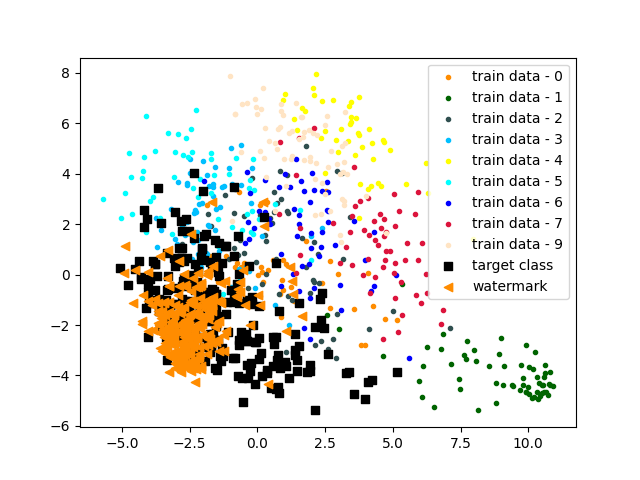 8
6
4
2
0
−2
−4
−6
−5.0 −2.5 0.0 2.5 5.0 7.5 10.0
train data - 0
train data - 1
train data - 2
train data - 3
train data - 4
train data - 5
train data - 6
train data - 7
train data - 9
target class
watermark